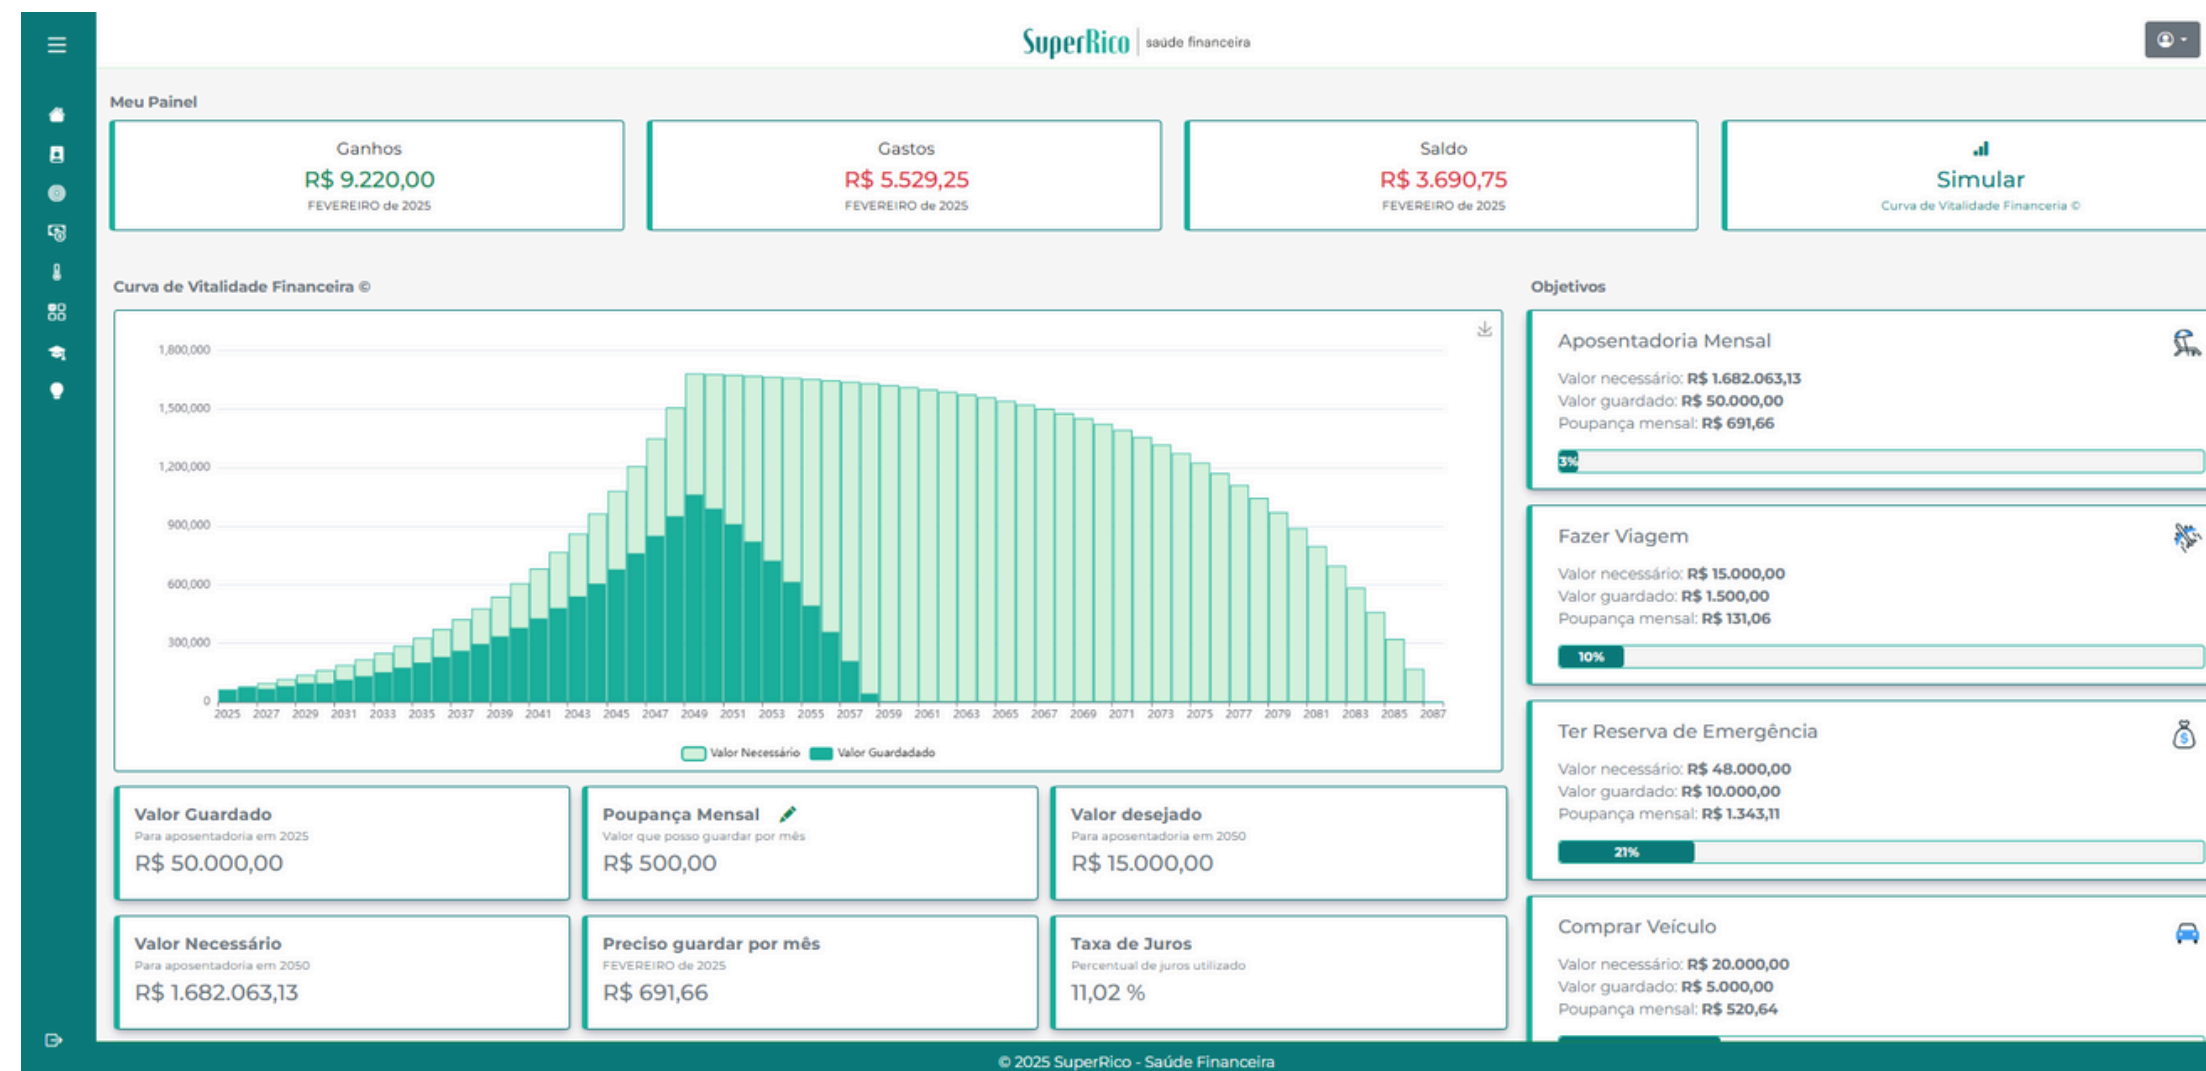 SuperRico | saúde financeira
Meu Painel
Ganhos
R$ 9.220,00
FEVEREIRO de 2025
Gastos
R$ 5.529,25
FEVEREIRO de 2025
Saldo
R$ 3.690,75
FEVEREIRO de 2025
Simular
Curva de Vitalidade Financeria ©
Curva de Vitalidade Financeira ©
1,800,000
1,500,000
1,200,000
900,000
600,000
300,000
0
2025 2027 2029 2031 2033 2035 2037 2039 2041 2043 2045 2047 2049 2051 2053 2055 2057 2059 2061 2063 2065 2067 2069 2071 2073 2075 2077 2079 2081 2083 2085 2087
Valor Necessário Valor Guardadado
Valor Guardado
Para aposentadoria em 2025
R$ 50.000,00
Poupança Mensal
Valor que posso guardar por mês
R$ 500,00
Valor desejado
Para aposentadoria em 2050
R$ 15.000,00
Valor Necessário
Para aposentadoria em 2050
R$ 1.682.063,13
Preciso guardar por mês
FEVEREIRO de 2025
R$ 691,66
Taxa de Juros
Percentual de juros utilizado
11,02 %
Objetivos
Aposentadoria Mensal
Valor necessário: R$ 1.682.063,13
Valor guardado: R$ 50.000,00
Poupança mensal: R$ 691,66
3%
Fazer Viagem
Valor necessário: R$ 15.000,00
Valor guardado: R$ 1.500,00
Poupança mensal: R$ 131,06
10%
Ter Reserva de Emergência
Valor necessário: R$ 48.000,00
Valor guardado: R$ 10.000,00
Poupança mensal: R$ 1.343,11
21%
Comprar Veículo
Valor necessário: R$ 20.000,00
Valor guardado: R$ 5.000,00
Poupança mensal: R$ 520,64
© 2025 SuperRico - Saúde Financeira